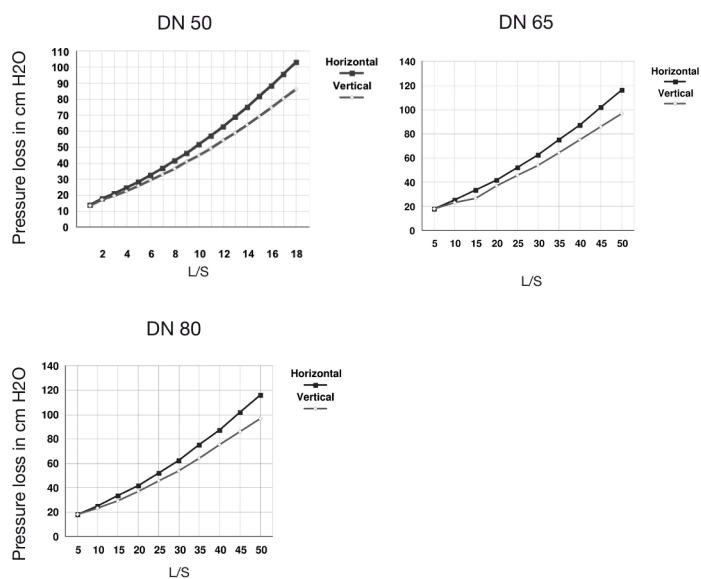 DN 50
Pressure loss in cm H2O
110
100
90
80
70
60
50
40
30
20
10
0
2 4 6 8 10 12 14 16 18
L/S
Horizontal
Vertical
DN 65
140
120
100
80
60
40
20
0
5 10 15 20 25 30 35 40 45 50
L/S
Horizontal
Vertical
DN 80
Pressure loss in cm H2O
140
120
100
80
60
40
20
0
5 10 15 20 25 30 35 40 45 50
L/S
Horizontal
Vertical